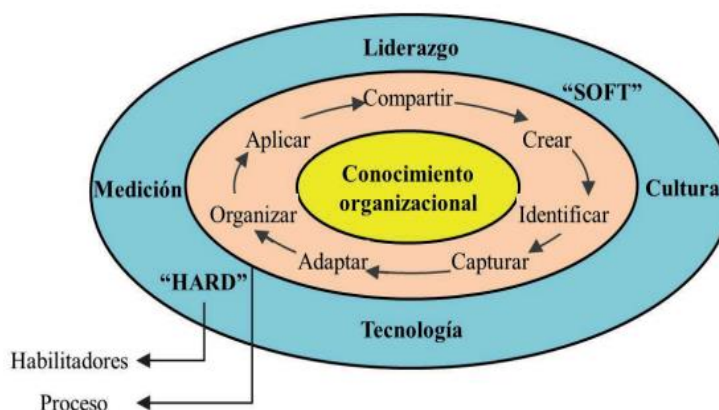 Liderazgo
“SOFT”
Compartir
Aplicar
Crear
Medición
Conocimiento
organizacional
Cultura
Organizar
Identificar
Adaptar
Capturar
“HARD”
Tecnología
Habilitadores
Proceso